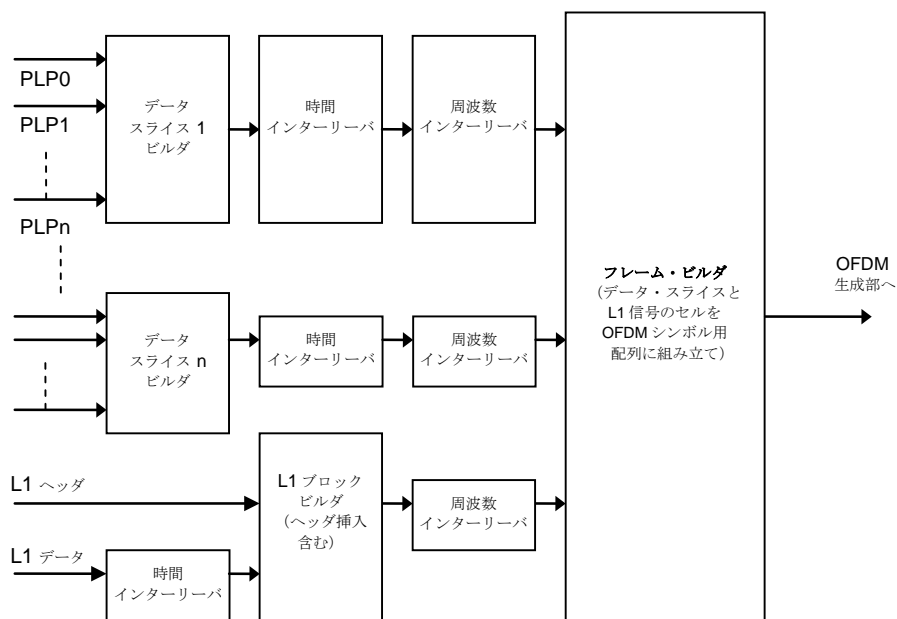 PLP0
PLP1
PLPn
データ
スライス 1
ビルダ
時間
インターリーバ
周波数
インターリーバ
データ
スライス n
ビルダ
時間
インターリーバ
周波数
インターリーバ
L1 ヘッダ
L1 データ
時間
インターリーバ
L1 ブロック
ビルダ
(ヘッダ挿入
含む)
周波数
インターリーバ
フレーム・ビルダ
(データ・スライスと
L1 信号のセルを
OFDM シンボル用
配列に組み立て)
OFDM
生成部へ